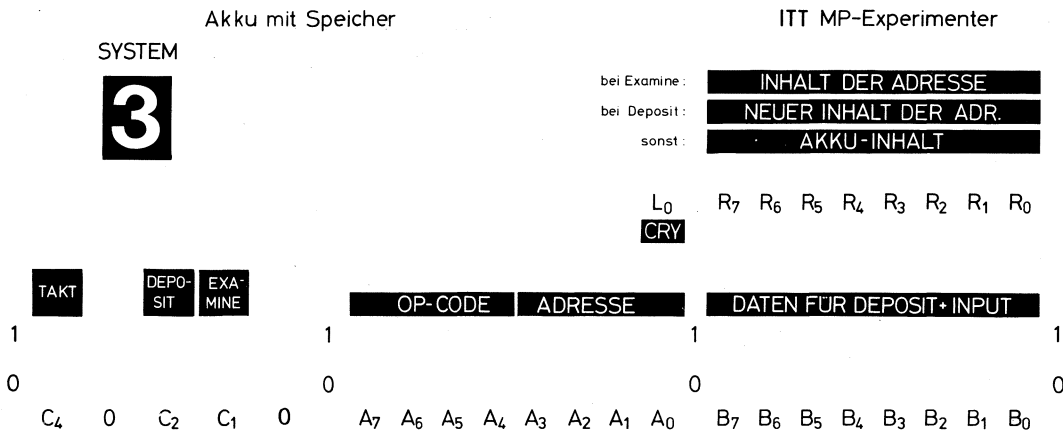 Akku mit Speicher ITT MP-Experimenter
SYSTEM
3
bei Examine: INHALT DER ADRESSE
bei Deposit: NEUER INHALT DER ADR.
sonst: AKKU-INHALT
L0 R7 R6 R5 R4 R3 R2 R1 R0
CRY
TAKT DEPO-SIT EXA-MINE OP-CODE ADRESSE DATEN FÜR DEPOSIT+INPUT
1 1 1 1
0 0 0 0
C4 0 C2 C1 0 A7 A6 A5 A4 A3 A2 A1 A0 B7 B6 B5 B4 B3 B2 B1 B0